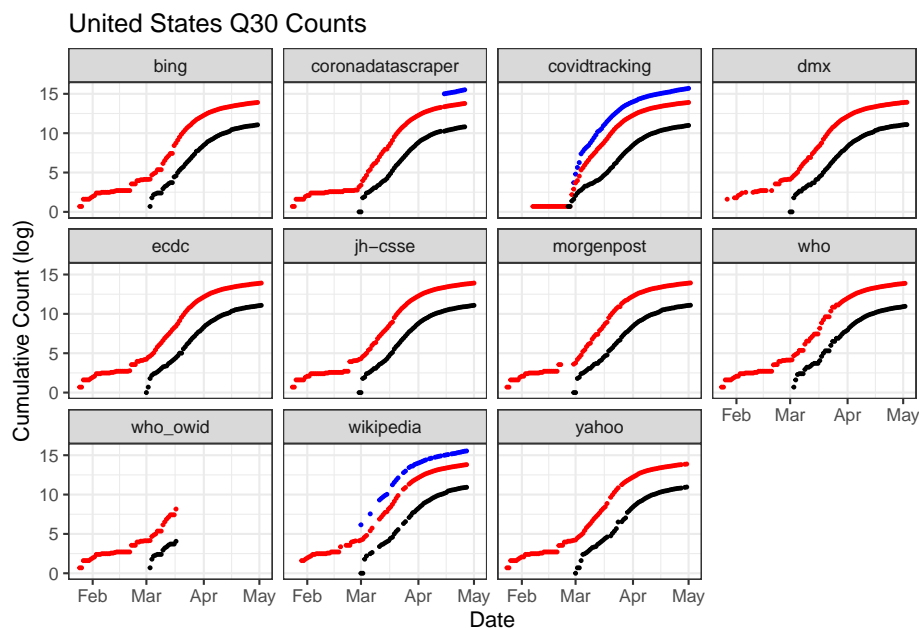 United States Q30 Counts
bing coronadatascraper covidtracking dmx
15
10
5
0
ecdc jh−csse morgenpost who
15
10
5
0
Feb Mar Apr May
who_owid wikipedia yahoo
15
10
5
0
Feb Mar Apr May Feb Mar Apr May Feb Mar Apr May
Cumulative Count (log)
Date